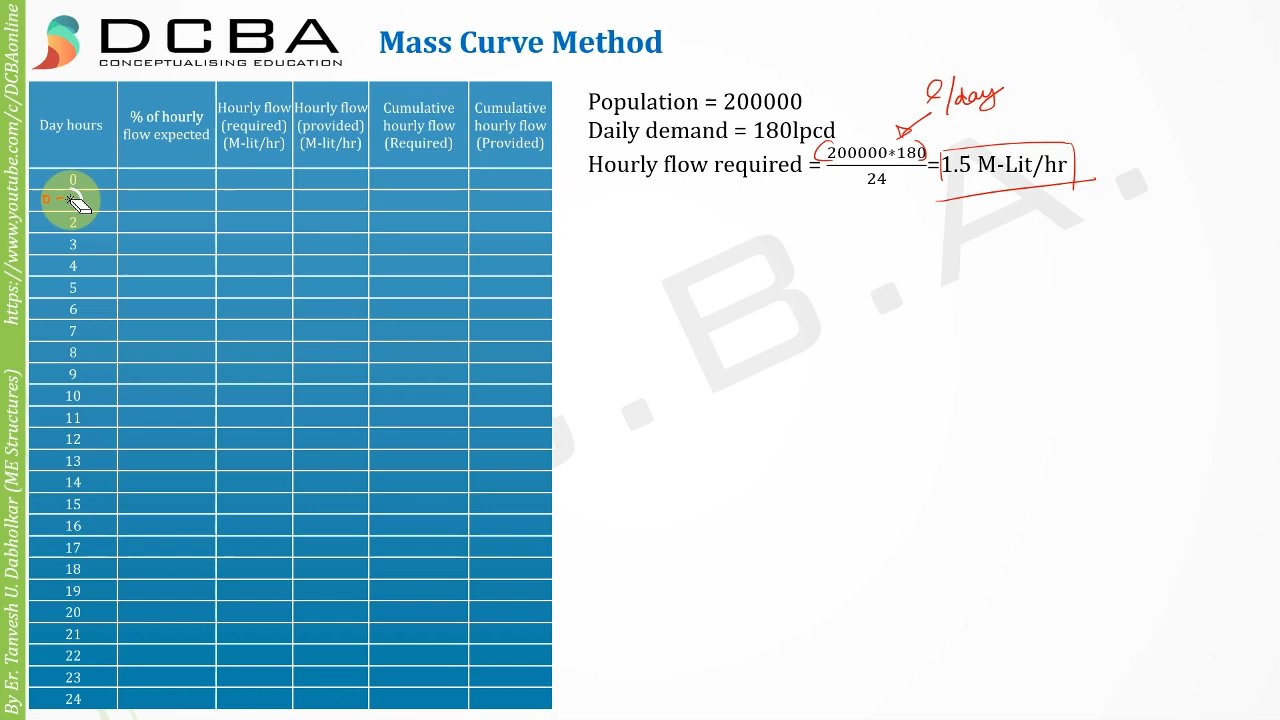 DCBA
CONCEPTUALISING EDUCATION
Mass Curve Method
https://www.youtube.com/c/DCBAonline
By Er. Tanvesh U. Dabholkar (ME Structures)
Day hours % of hourly flow expected Hourly flow (required) (M-lit/hr) Hourly flow (provided) (M-lit/hr) Cumulative hourly flow (Required) Cumulative hourly flow (Provided)
0
2
3
4
5
6
7
8
9
10
11
12
13
14
15
16
17
18
19
20
21
22
23
24
l/day
Population = 200000
Daily demand = 180lpcd
Hourly flow required = (200000*180)/24 =1.5 M-Lit/hr
B.A.